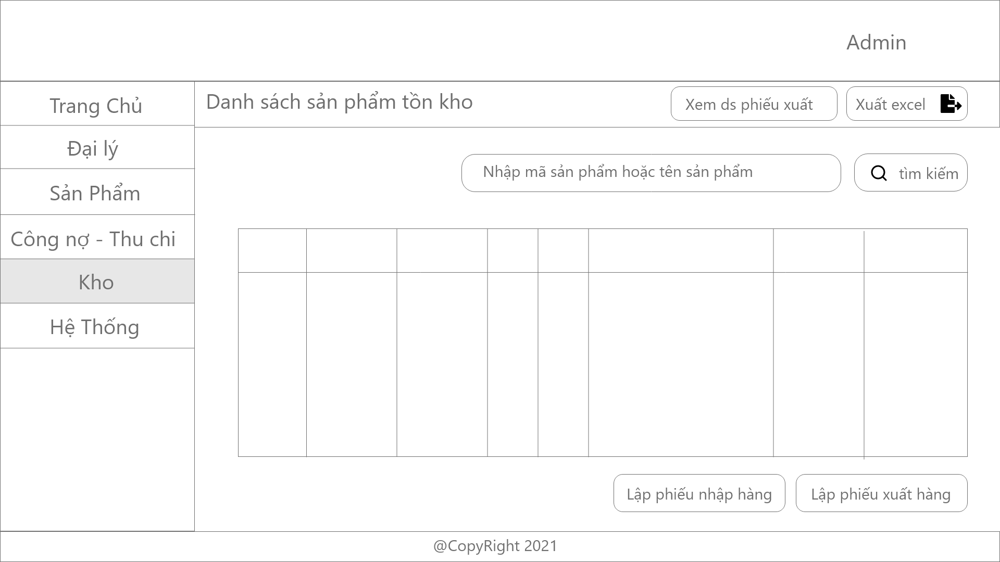 Admin
Trang Chủ
Đại lý
Sản Phẩm
Công nợ - Thu chi
Kho
Hệ Thống
Danh sách sản phẩm tồn kho
Xem ds phiếu xuất
Xuất excel
Nhập mã sản phẩm hoặc tên sản phẩm
tìm kiếm
Lập phiếu nhập hàng
Lập phiếu xuất hàng
@CopyRight 2021